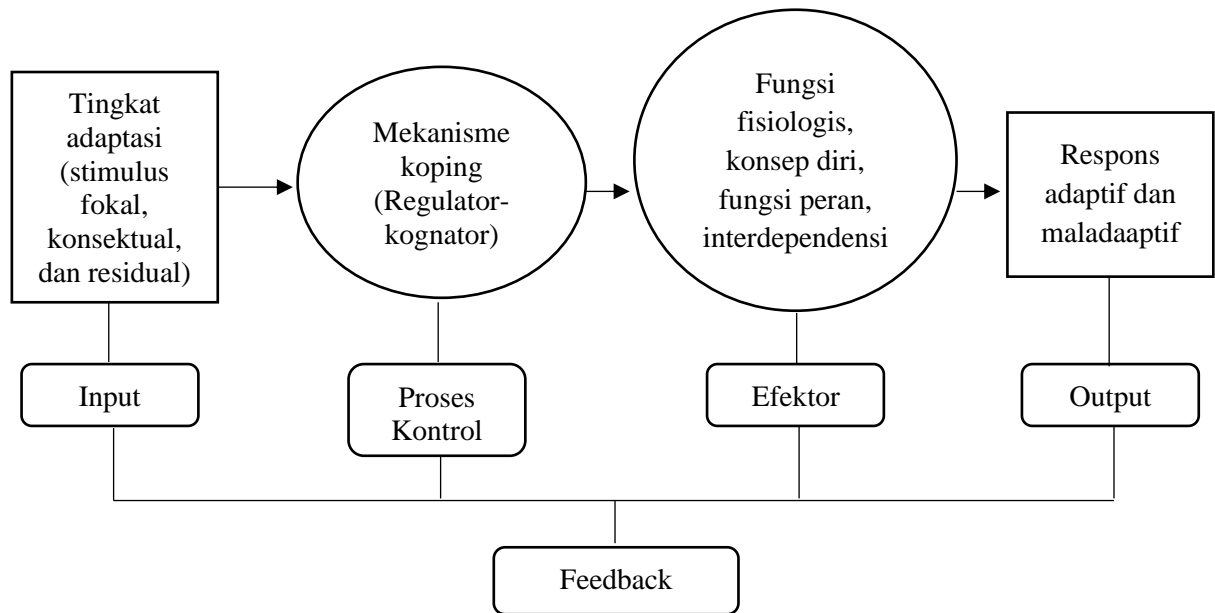 Tingkat
adaptasi
(stimulus
fokal,
konsektual,
dan residual)
Mekanisme
koping
(Regulator-
kognator)
Fungsi
fisiologis,
konsep diri,
fungsi peran,
interdependensi
Respons
adaptif dan
maladaaptif
Input
Proses
Kontrol
Efektor
Output
Feedback